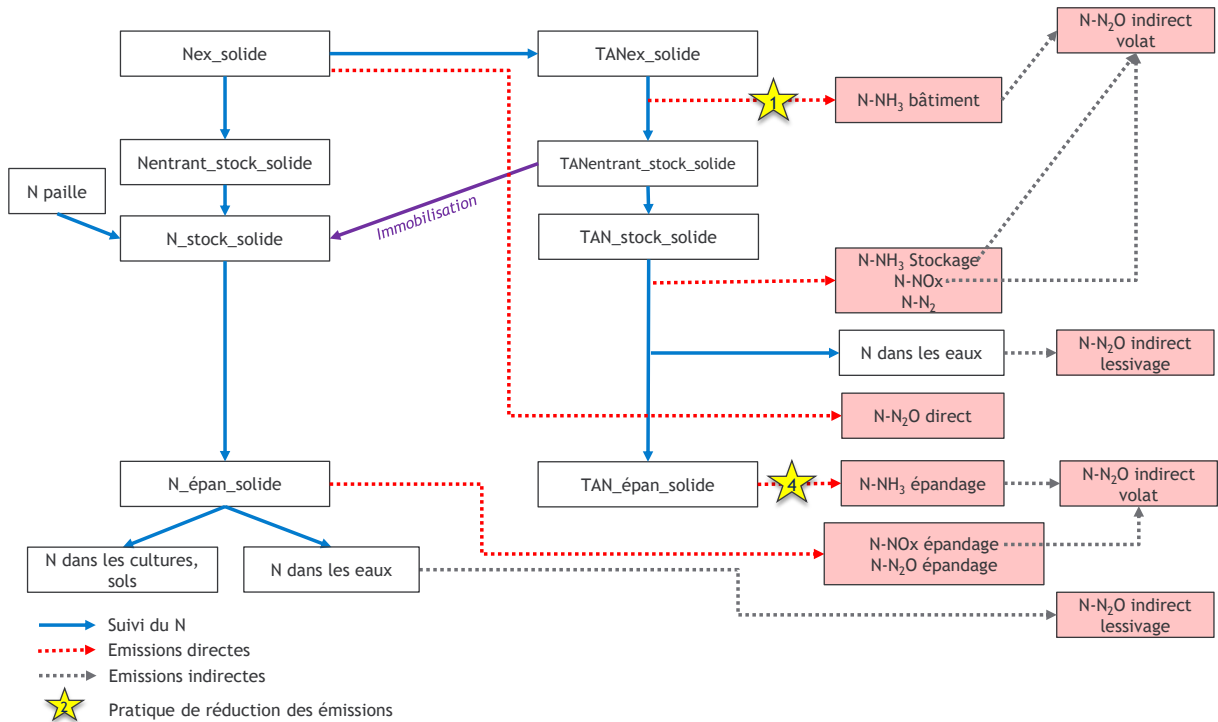 Nex_solide
TANex_solide
N-N₂O indirect
volat
1
N-NH₃ bâtiment
Nentrant_stock_solide
TANentrant_stock_solide
N paille
Immobilisation
N_stock_solide
TAN_stock_solide
N-NH₃ Stockage
N-NOx
N-N₂
N dans les eaux
N-N₂O indirect
lessivage
N-N₂O direct
N_épan_solide
TAN_épan_solide
4
N-NH₃ épandage
N-N₂O indirect
volat
N-NOx épandage
N-N₂O épandage
N dans les cultures,
sols
N dans les eaux
N-N₂O indirect
lessivage
Suivi du N
Emissions directes
Emissions indirectes
2
Pratique de réduction des émissions